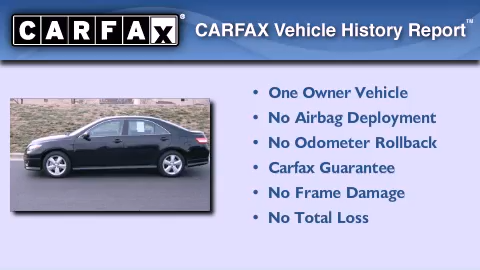 CARFAX® CARFAX Vehicle History Report™
• One Owner Vehicle
• No Airbag Deployment
• No Odometer Rollback
• Carfax Guarantee
• No Frame Damage
• No Total Loss